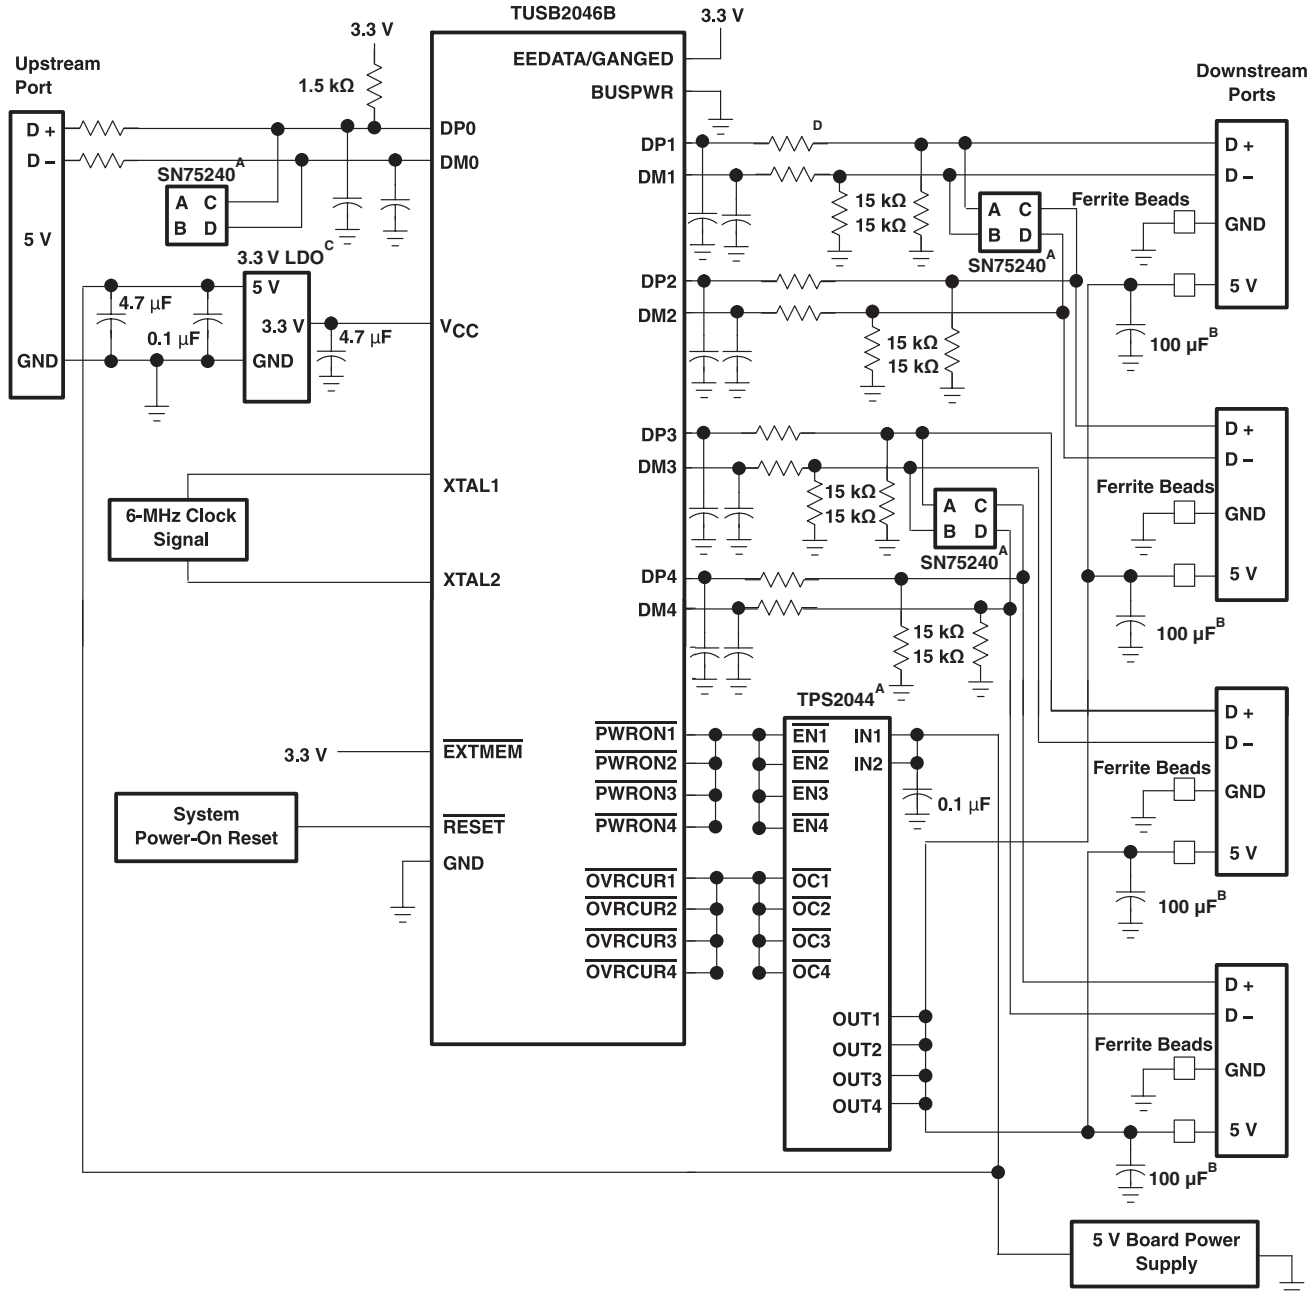 TUSB2046B
3.3 V
3.3 V
EEDATA/GANGED
BUSPWR
Upstream
Port
1.5 kΩ
D +
D –
5 V
GND
DP0
DM0
SN75240 A
A C
B D
3.3 V LDO C
5 V
3.3 V
GND
4.7 µF
0.1 µF
4.7 µF
VCC
XTAL1
6-MHz Clock
Signal
XTAL2
3.3 V
EXTMEM
System
Power-On Reset
RESET
GND
DP1
DM1
D
15 kΩ
15 kΩ
A C
B D
SN75240 A
DP2
DM2
15 kΩ
15 kΩ
DP3
DM3
15 kΩ
15 kΩ
A C
B D
SN75240 A
DP4
DM4
15 kΩ
15 kΩ
PWRON1
PWRON2
PWRON3
PWRON4
OVRCUR1
OVRCUR2
OVRCUR3
OVRCUR4
TPS2044 A
EN1 IN1
EN2 IN2
EN3
EN4
0.1 µF
OC1
OC2
OC3
OC4
OUT1
OUT2
OUT3
OUT4
Downstream
Ports
D +
D –
Ferrite Beads
GND
5 V
100 µF B
D +
D –
Ferrite Beads
GND
5 V
100 µF B
D +
D –
Ferrite Beads
GND
5 V
100 µF B
D +
D –
Ferrite Beads
GND
5 V
100 µF B
5 V Board Power
Supply